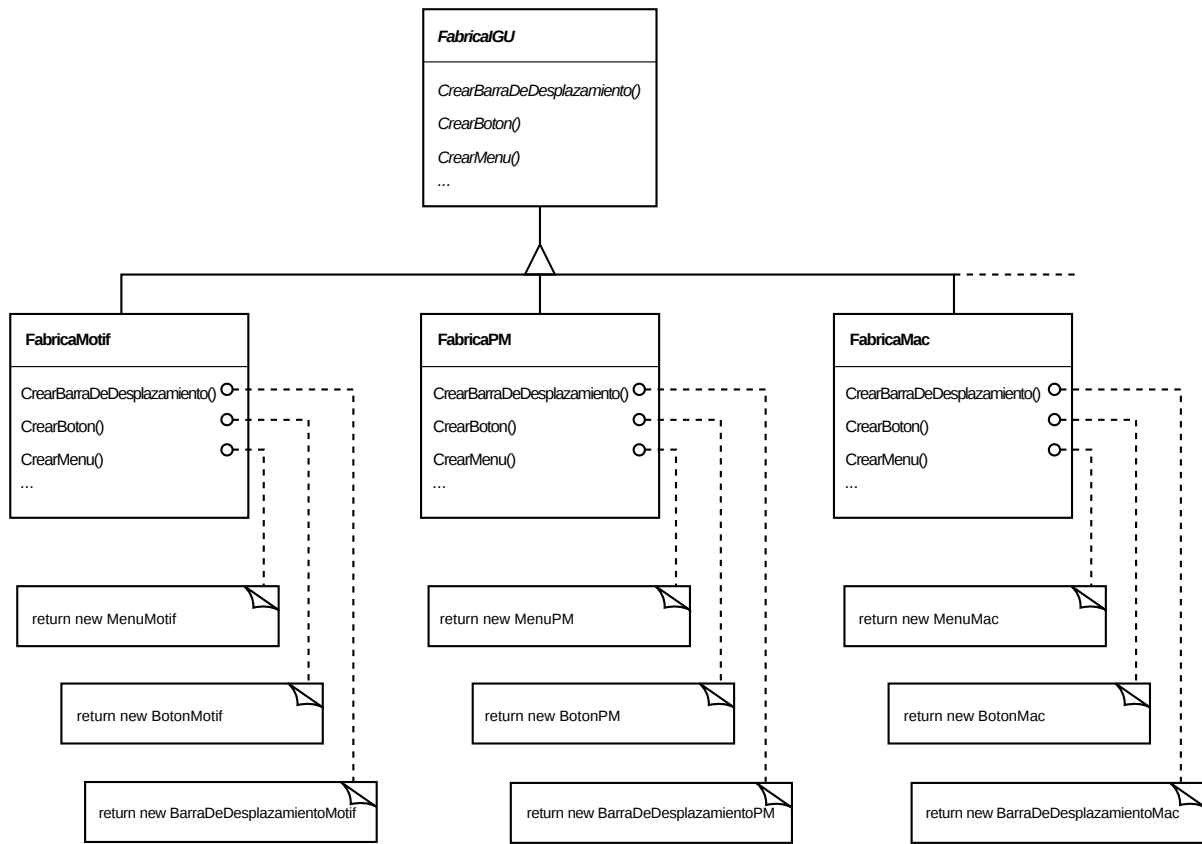 FabricaIGU
CrearBarraDeDesplazamiento()
CrearBoton()
CrearMenu()
...
FabricaMotif
CrearBarraDeDesplazamiento()
CrearBoton()
CrearMenu()
...
FabricaPM
CrearBarraDeDesplazamiento()
CrearBoton()
CrearMenu()
...
FabricaMac
CrearBarraDeDesplazamiento()
CrearBoton()
CrearMenu()
...
return new MenuMotif
return new MenuPM
return new MenuMac
return new BotonMotif
return new BotonPM
return new BotonMac
return new BarraDeDesplazamientoMotif
return new BarraDeDesplazamientoPM
return new BarraDeDesplazamientoMac